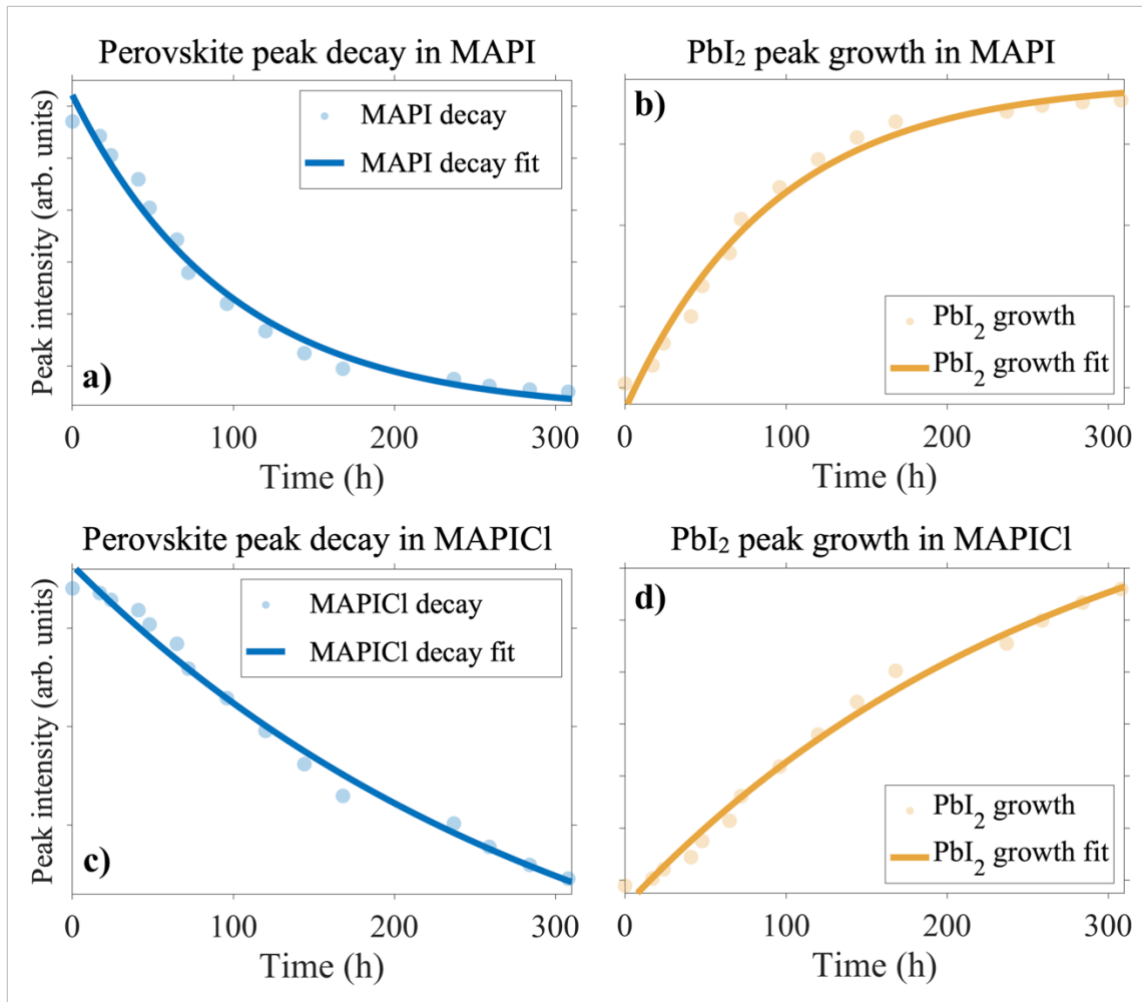 Perovskite peak decay in MAPI
Peak intensity (arb. units)
MAPI decay
MAPI decay fit
a)
0 100 200 300
Time (h)
PbI₂ peak growth in MAPI
b)
PbI₂ growth
PbI₂ growth fit
0 100 200 300
Time (h)
Perovskite peak decay in MAPICl
Peak intensity (arb. units)
MAPICl decay
MAPICl decay fit
c)
0 100 200 300
Time (h)
PbI₂ peak growth in MAPICl
d)
PbI₂ growth
PbI₂ growth fit
0 100 200 300
Time (h)